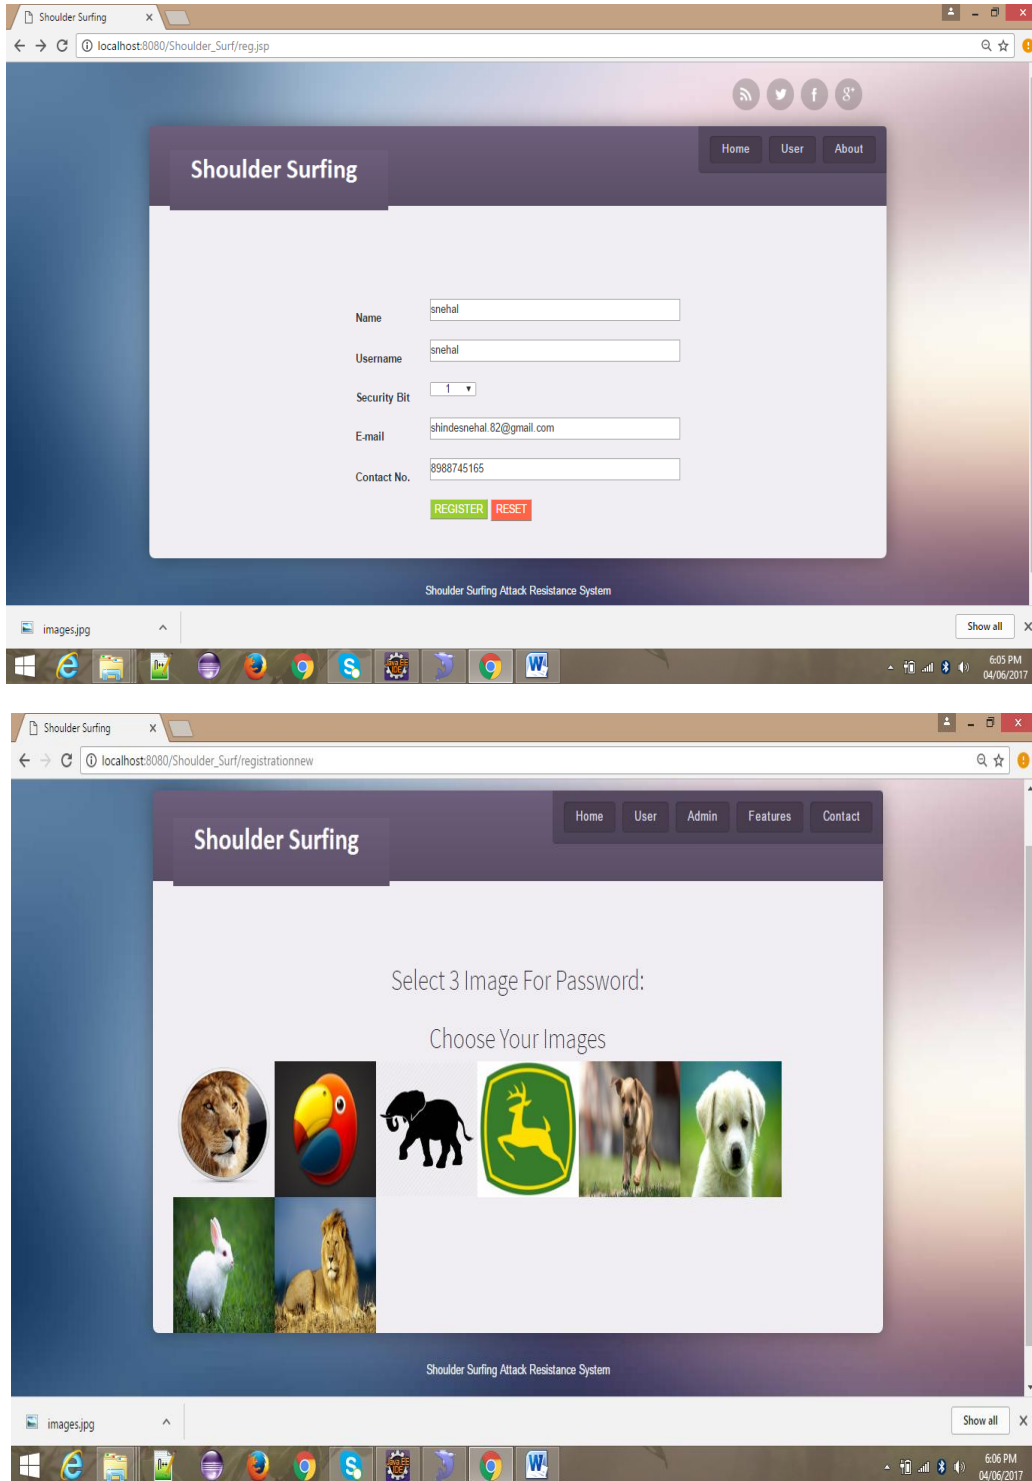 Shoulder Surfing
localhost:8080/Shoulder_Surf/reg.jsp
Home User About
Shoulder Surfing
Name snehal
Username snehal
Security Bit 1
E-mail shindesnehal.82@gmail.com
Contact No. 8988745165
REGISTER RESET
Shoulder Surfing Attack Resistance System
images.jpg Show all
6:05 PM
04/06/2017
Shoulder Surfing
localhost:8080/Shoulder_Surf/registrationnew
Home User Admin Features Contact
Shoulder Surfing
Select 3 Image For Password:
Choose Your Images
Shoulder Surfing Attack Resistance System
images.jpg Show all
6:06 PM
04/06/2017